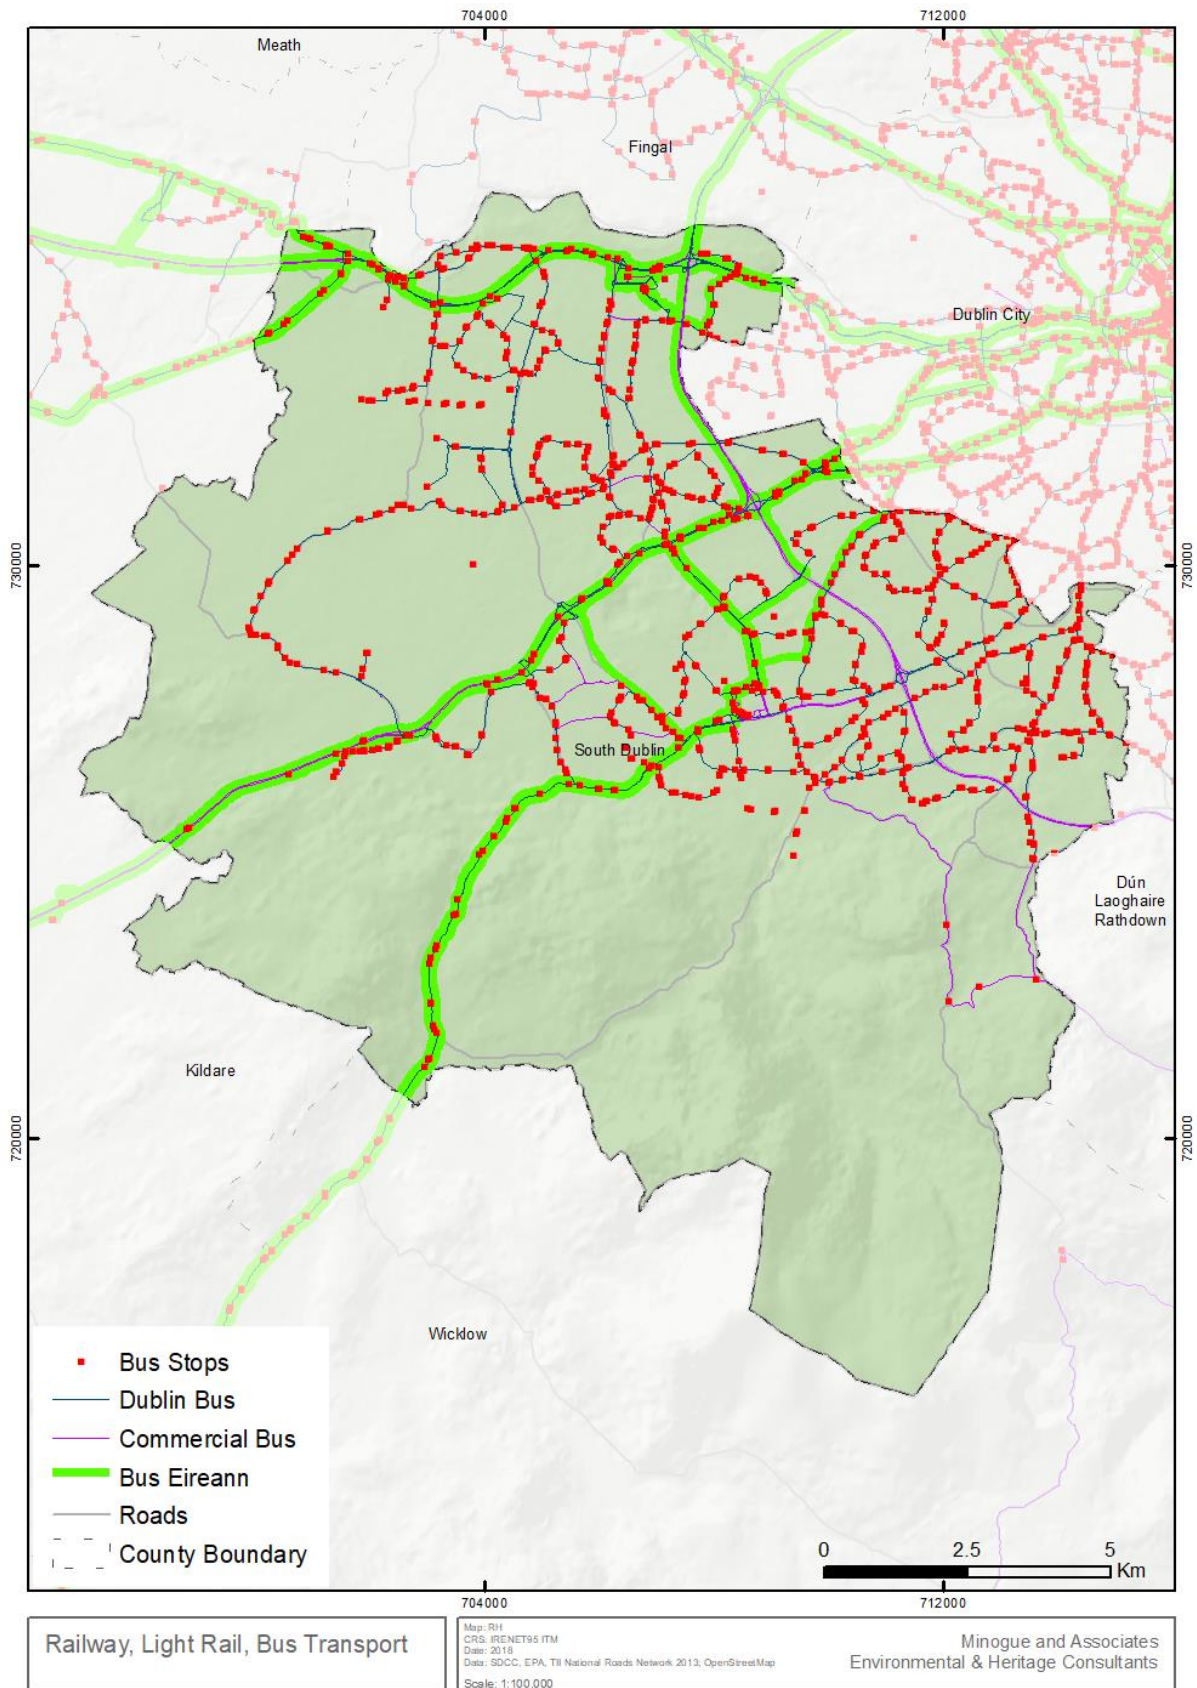 704000
712000
Meath
Fingal
Dublin City
730000
730000
South Dublin
Dún
Laoghaire
Rathdown
Kildare
720000
720000
Wicklow
Bus Stops
Dublin Bus
Commercial Bus
Bus Eireann
Roads
County Boundary
0 2.5 5
Km
704000
712000
Railway, Light Rail, Bus Transport
Map: RH
CRS: IRENET95 ITM
Date: 2018
Data: SDCC, EPA, TII National Roads Network 2013; OpenStreetMap
Scale: 1:100,000
Minogue and Associates
Environmental & Heritage Consultants